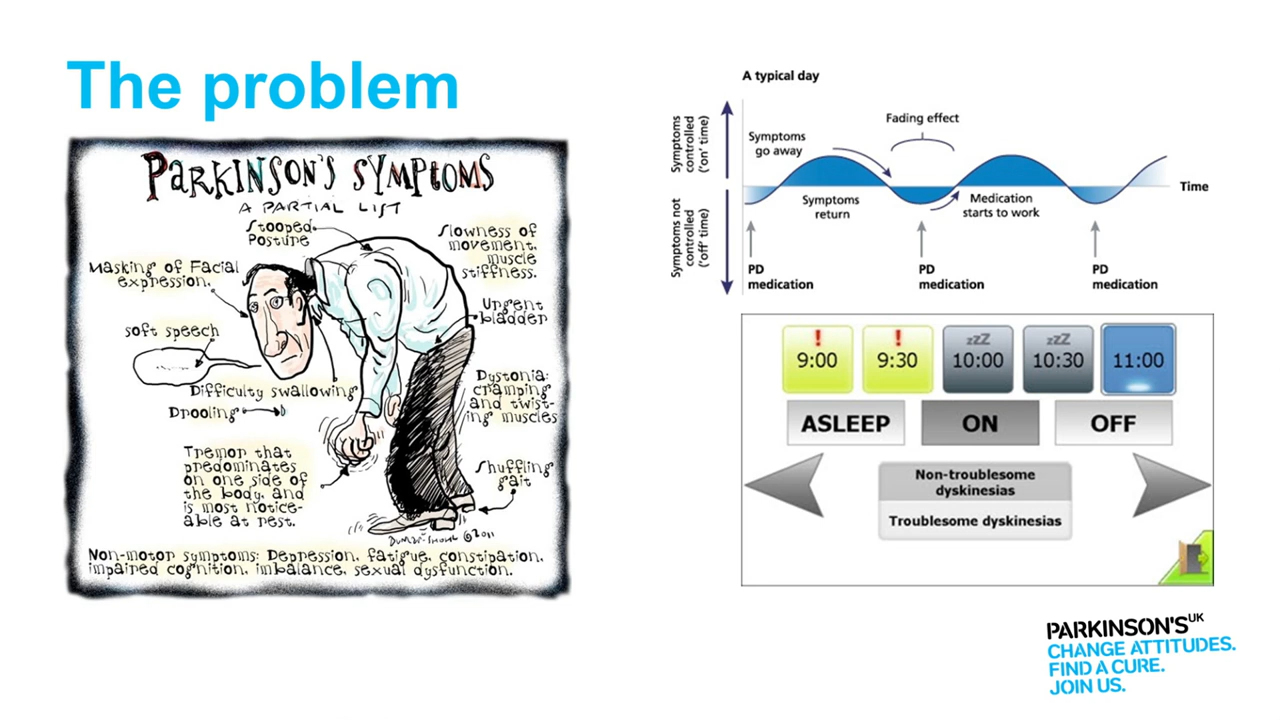 The problem
PARKINSON'S SYMPTOMS
A PARTIAL LIST
Stooped
Posture
Slowness of
movement,
muscle
stiffness.
Masking of Facial
expression.
Urgent
bladder
soft speech
Difficulty swallowing
Drooling
Dystonia:
cramping
and twist-
ing muscles
Tremor that
predominates
on one side of
the body, and
is most notice-
able at rest.
Shuffling
gait
©2011
Non-motor symptoms: Depression, fatigue, constipation,
impaired cognition, imbalance, sexual dysfunction.
A typical day
Symptoms
controlled
('on' time)
Symptoms not
controlled
('off' time)
Symptoms
go away
Fading effect
Time
Symptoms
return
Medication
starts to work
PD
medication
PD
medication
PD
medication
! ! zzZ zzZ
9:00 9:30 10:00 10:30 11:00
ASLEEP ON OFF
Non-troublesome
dyskinesias
Troublesome dyskinesias
PARKINSON'S UK
CHANGE ATTITUDES.
FIND A CURE.
JOIN US.